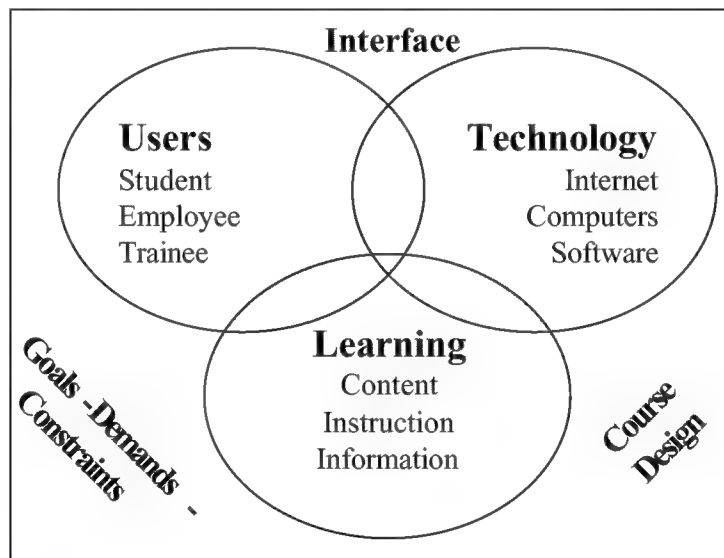 Interface
Users
Student
Employee
Trainee
Technology
Internet
Computers
Software
Learning
Content
Instruction
Information
Goals -Demands -
Constraints
Course
Design